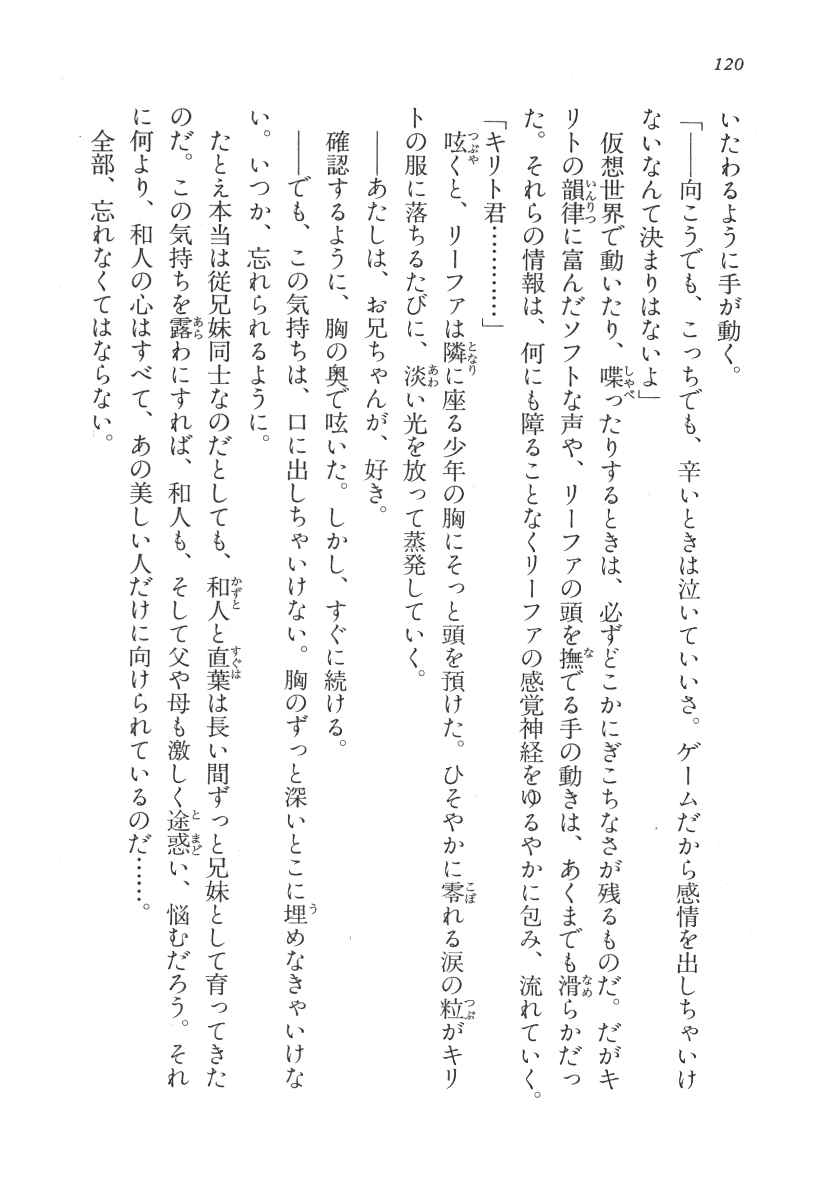 120
いたわるように手が動く。
「――向こうでも、こっちでも、辛いときは泣いていいさ。ゲームだから感情を出しちゃいけ
ないなんて決まりはないよ」
　仮想世界で動いたり、喋ったりするときは、必ずどこかにぎこちなさが残るものだ。だがキ
リトの韻律に富んだソフトな声や、リーファの頭を撫でる手の動きは、あくまでも滑らかだっ
た。それらの情報は、何にも障ることなくリーファの感覚神経をゆるやかに包み、流れていく。
「キリト君…………」
　呟くと、リーファは隣に座る少年の胸にそっと頭を預けた。ひそやかに零れる涙の粒がキリ
トの服に落ちるたびに、淡い光を放って蒸発していく。
　――あたしは、お兄ちゃんが、好き。
　確認するように、胸の奥で呟いた。しかし、すぐに続ける。
　――でも、この気持ちは、口に出しちゃいけない。胸のずっと深いとこに埋めなきゃいけな
い。いつか、忘れられるように。
　たとえ本当は従兄妹同士なのだとしても、和人と直葉は長い間ずっと兄妹として育ってきた
のだ。この気持ちを露わにすれば、和人も、そして父や母も激しく途惑い、悩むだろう。それ
に何より、和人の心はすべて、あの美しい人だけに向けられているのだ……。
　全部、忘れなくてはならない。